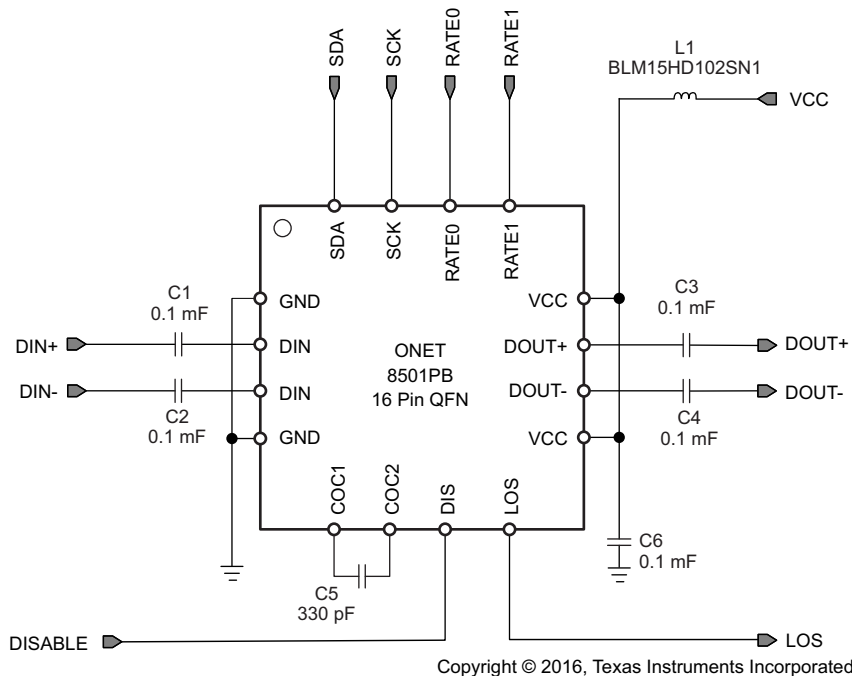 SDA
SCK
RATE0
RATE1
L1
BLM15HD102SN1
VCC
SDA
SCK
RATE0
RATE1
C1
0.1 mF
GND
VCC
C3
0.1 mF
DIN+
DIN
ONET
8501PB
16 Pin QFN
DOUT+
DOUT+
DIN-
DIN
DOUT-
DOUT-
C2
0.1 mF
GND
VCC
C4
0.1 mF
COC1
COC2
DIS
LOS
C5
330 pF
C6
0.1 mF
DISABLE
LOS
Copyright © 2016, Texas Instruments Incorporated